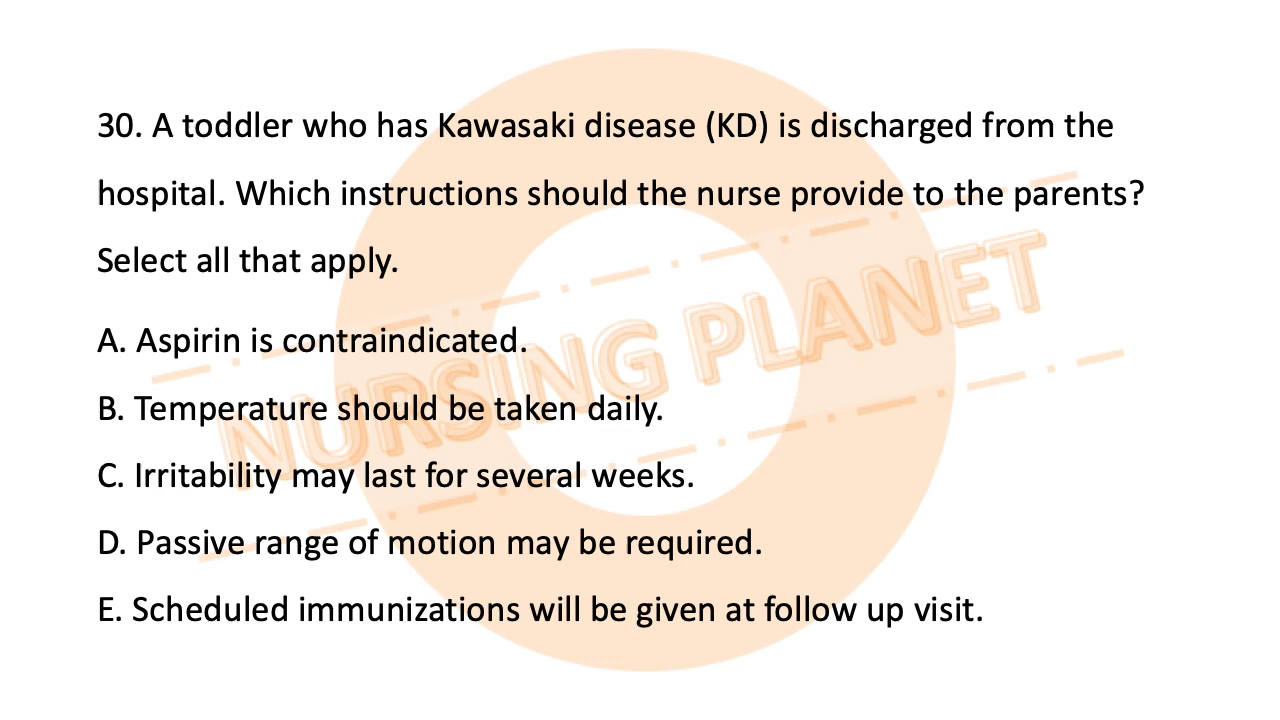 30. A toddler who has Kawasaki disease (KD) is discharged from the
hospital. Which instructions should the nurse provide to the parents?
Select all that apply.
A. Aspirin is contraindicated.
B. Temperature should be taken daily.
C. Irritability may last for several weeks.
D. Passive range of motion may be required.
E. Scheduled immunizations will be given at follow up visit.
NURSING PLANET